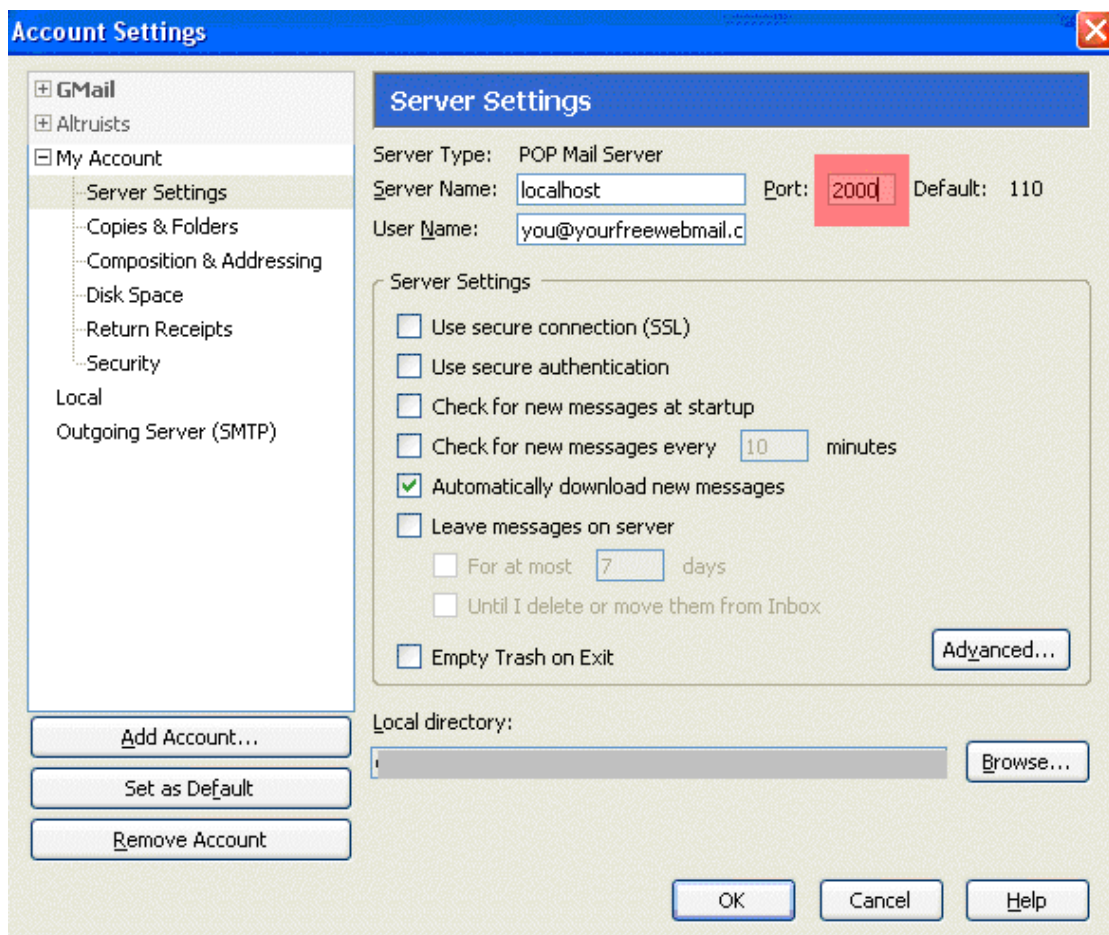 Account Settings
GMail
Altruists
My Account
Server Settings
Copies & Folders
Composition & Addressing
Disk Space
Return Receipts
Security
Local
Outgoing Server (SMTP)
Add Account...
Set as Default
Remove Account
Server Settings
Server Type: POP Mail Server
Server Name: localhost Port: 2000 Default: 110
User Name: you@yourfreewebmail.c
Server Settings
Use secure connection (SSL)
Use secure authentication
Check for new messages at startup
Check for new messages every 10 minutes
Automatically download new messages
Leave messages on server
For at most 7 days
Until I delete or move them from Inbox
Empty Trash on Exit Advanced...
Local directory:
Browse...
OK Cancel Help